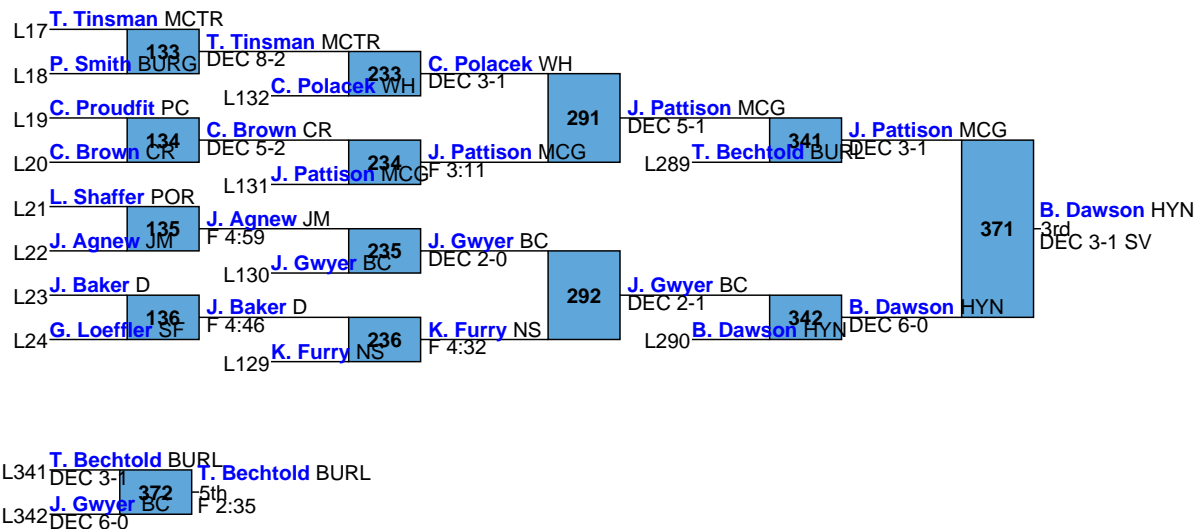 T. Tinsman MCTR
L17
133
T. Tinsman MCTR
DEC 8-2
P. Smith BURG
L18
233
C. Polacek WH
DEC 3-1
C. Polacek WH
L132
C. Proudfit PC
L19
291
J. Pattison MCG
DEC 5-1
134
C. Brown CR
DEC 5-2
C. Brown CR
L20
234
J. Pattison MCG
F 3:11
J. Pattison MCG
L131
341
J. Pattison MCG
DEC 3-1
T. Bechtold BURL
L289
L. Shaffer POR
L21
135
J. Agnew JM
F 4:59
J. Agnew JM
L22
235
J. Gwyer BC
DEC 2-0
J. Gwyer BC
L130
371
B. Dawson HYN
3rd
DEC 3-1 SV
J. Baker D
L23
292
J. Gwyer BC
DEC 2-1
136
J. Baker D
F 4:46
G. Loeffler SF
L24
236
K. Furry NS
F 4:32
K. Furry NS
L129
342
B. Dawson HYN
DEC 6-0
B. Dawson HYN
L290
T. Bechtold BURL
L341
DEC 3-1
372
T. Bechtold BURL
5th
F 2:35
J. Gwyer BC
L342
DEC 6-0